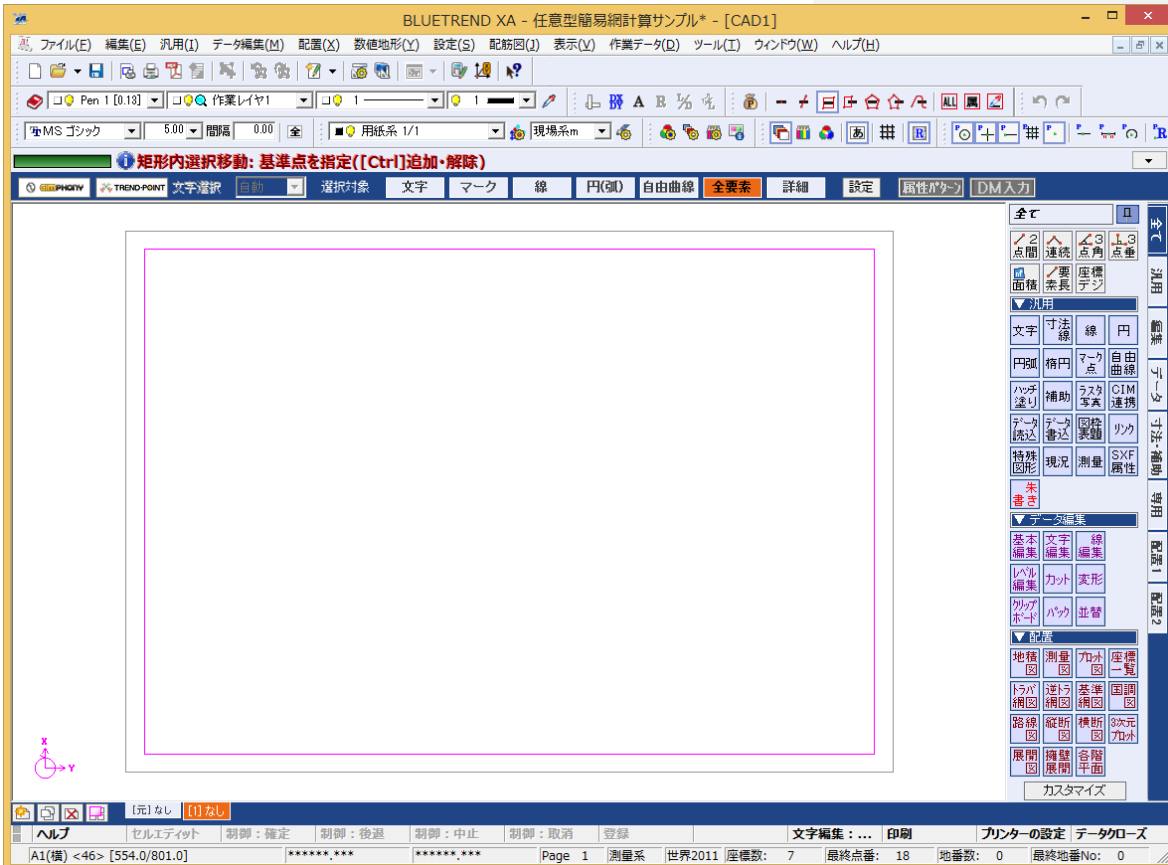 BLUETREND XA - 任意型簡易網計算サンプル* - [CAD1]
ファイル(F) 編集(E) 汎用(I) データ編集(M) 配置(X) 数値地形(Y) 設定(S) 配筋図(J) 表示(V) 作業データ(D) ツール(T) ウィンドウ(W) ヘルプ(H)
Pen 1 [0.13] 作業レイヤ1 1 1 A R ALL
MS ゴシック 5.00 間隔 0.00 全 用紙系 1/1 現場系m あ R
矩形内選択移動: 基準点を指定([Ctrl]追加・解除)
TREND-POINT 文字選択 自動 選択対象 文字 マーク 線 円(弧) 自由曲線 全要素 詳細 設定 属性パターン DM入力
全て
2点間 連続 3点角 3点垂
面積 要素長 座標デジ
▼ 汎用
文字 寸法線 線 円
円弧 楕円 マーク点 自由曲線
ハッチ塗り 補助 ラスタ写真 CIM連携
データ読込 データ書込 図枠表題 リンク
特殊図形 現況 測量 SXF属性
朱書き
▼ データ編集
基本編集 文字編集 線編集
レベル編集 カット 変形
クリップボード パック 並替
▼ 配置
地積図 測量図 プロット図 座標一覧
トラバ網図 逆トラ網図 基準網図 国調図
路線図 縦断図 横断図 3次元プロット
展開図 擁壁展開 各階平面
カスタマイズ
全て
汎用
編集
データ
寸法・補助
専用
配置1
配置2
X
Y
[元] なし [1] なし
ヘルプ セルエディット 制御:確定 制御:後退 制御:中止 制御:取消 登録 文字編集:... 印刷 プリンターの設定 データクローズ
A1(横) <46> [554.0/801.0] ******.*** ******.*** Page 1 測量系 世界2011 座標数: 7 最終点番: 18 地番数: 0 最終地番No: 0